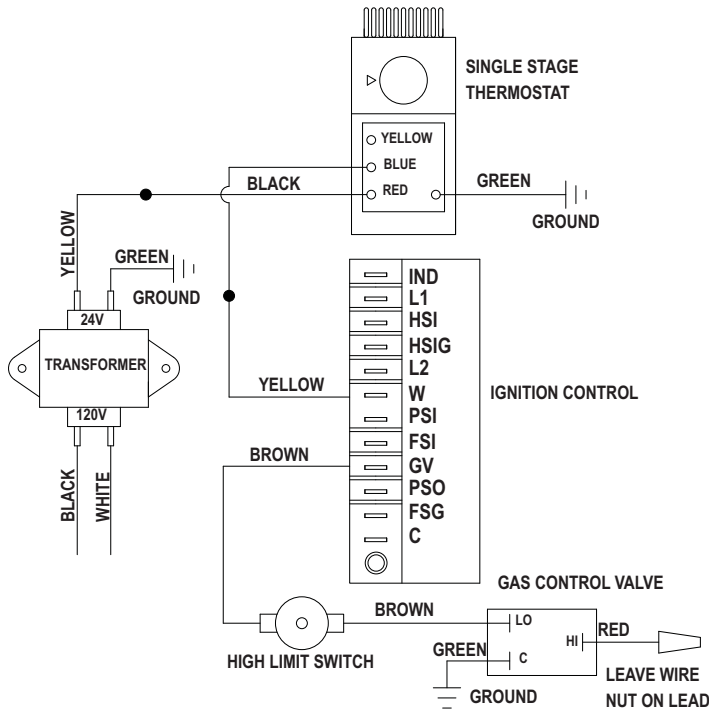 SINGLE STAGE
THERMOSTAT
YELLOW
BLUE
RED
BLACK
GREEN
GROUND
YELLOW
GREEN
GROUND
24V
TRANSFORMER
120V
BLACK
WHITE
IND
L1
HSI
HSIG
L2
W
PSI
FSI
GV
PSO
FSG
C
YELLOW
IGNITION CONTROL
BROWN
GAS CONTROL VALVE
BROWN
HIGH LIMIT SWITCH
LO
HI
C
GREEN
GROUND
RED
LEAVE WIRE
NUT ON LEAD